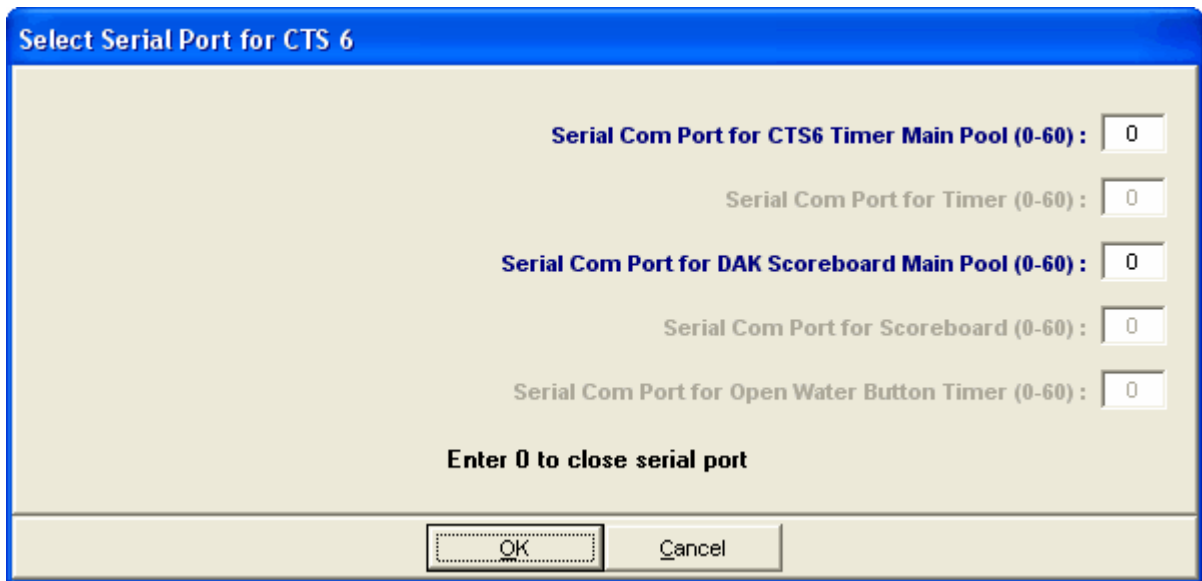 Select Serial Port for CTS 6
Serial Com Port for CTS6 Timer Main Pool (0-60) : 0
Serial Com Port for Timer (0-60) : 0
Serial Com Port for DAK Scoreboard Main Pool (0-60) : 0
Serial Com Port for Scoreboard (0-60) : 0
Serial Com Port for Open Water Button Timer (0-60) : 0
Enter 0 to close serial port
OK Cancel